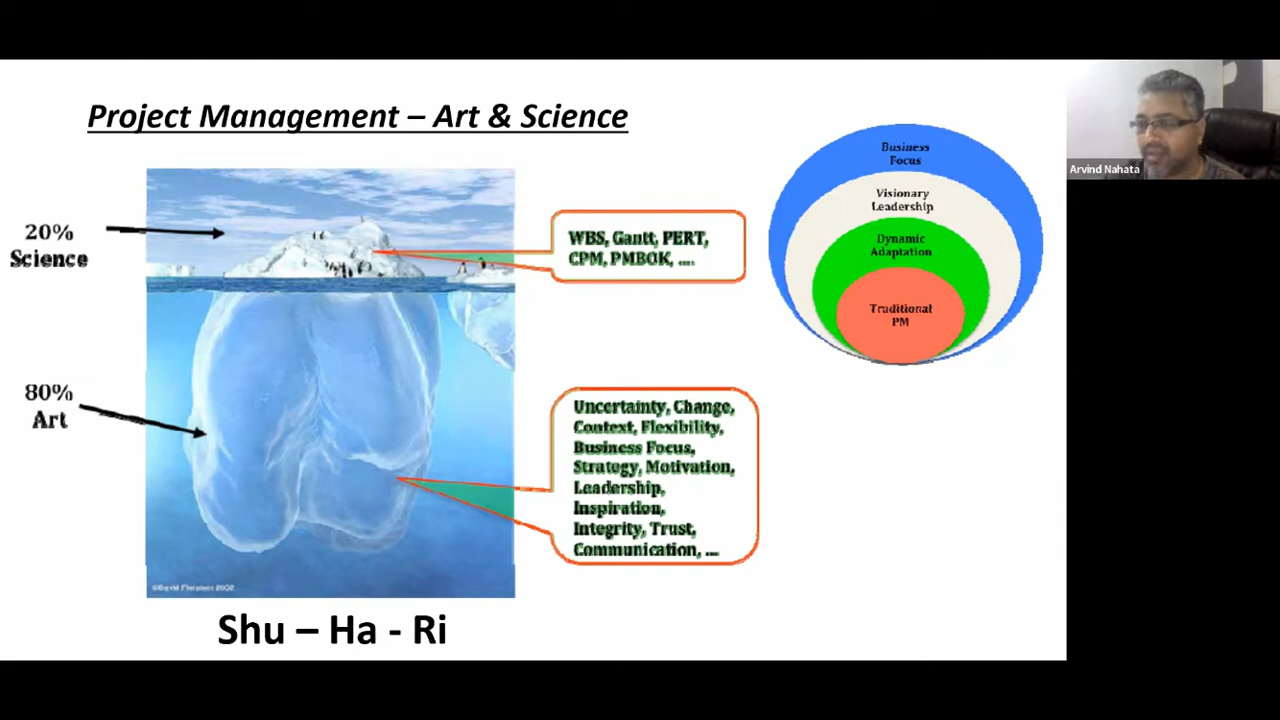 Project Management – Art & Science
20%
Science
WBS, Gantt, PERT,
CPM, PMBOK, ....
80%
Art
Uncertainty, Change,
Context, Flexibility,
Business Focus,
Strategy, Motivation,
Leadership,
Inspiration,
Integrity, Trust,
Communication, ...
Business
Focus
Visionary
Leadership
Dynamic
Adaptation
Traditional
PM
Arvind Nahata
Shu – Ha - Ri